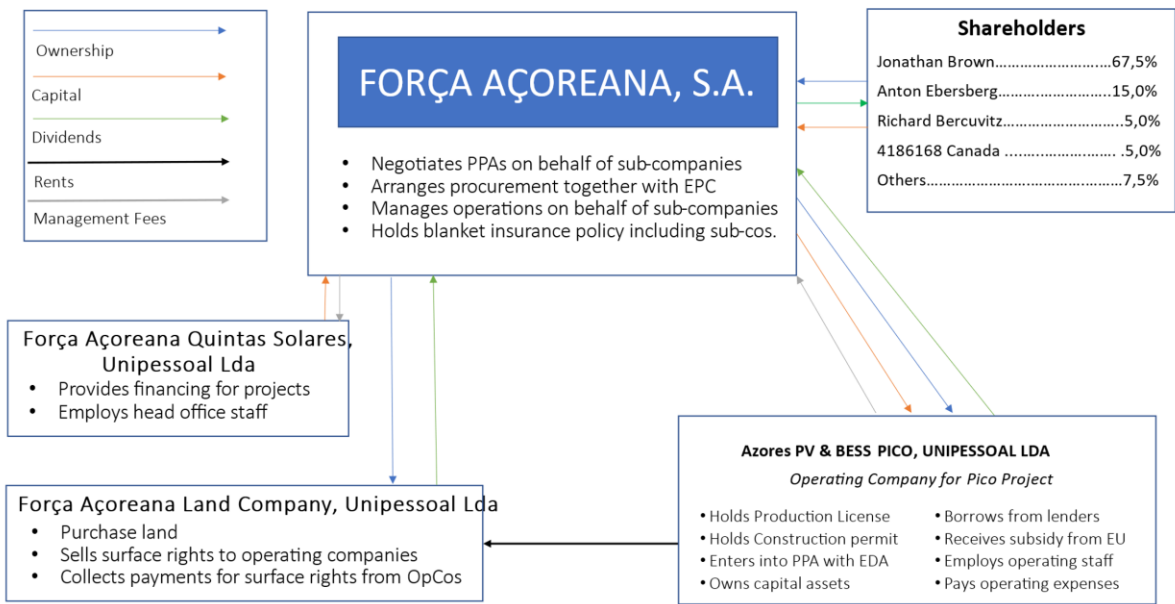 Ownership
Capital
Dividends
Rents
Management Fees
FORÇA AÇOREANA, S.A.
• Negotiates PPAs on behalf of sub-companies
• Arranges procurement together with EPC
• Manages operations on behalf of sub-companies
• Holds blanket insurance policy including sub-cos.
Shareholders
Jonathan Brown……………………...67,5%
Anton Ebersberg…………………...15,0%
Richard Bercuvitz…………………..5,0%
4186168 Canada ....………….... .5,0%
Others…………………………………...7,5%
Força Açoreana Quintas Solares,
Unipessoal Lda
• Provides financing for projects
• Employs head office staff
Força Açoreana Land Company, Unipessoal Lda
• Purchase land
• Sells surface rights to operating companies
• Collects payments for surface rights from OpCos
Azores PV & BESS PICO, UNIPESSOAL LDA
Operating Company for Pico Project
• Holds Production License
• Holds Construction permit
• Enters into PPA with EDA
• Owns capital assets
• Borrows from lenders
• Receives subsidy from EU
• Employs operating staff
• Pays operating expenses